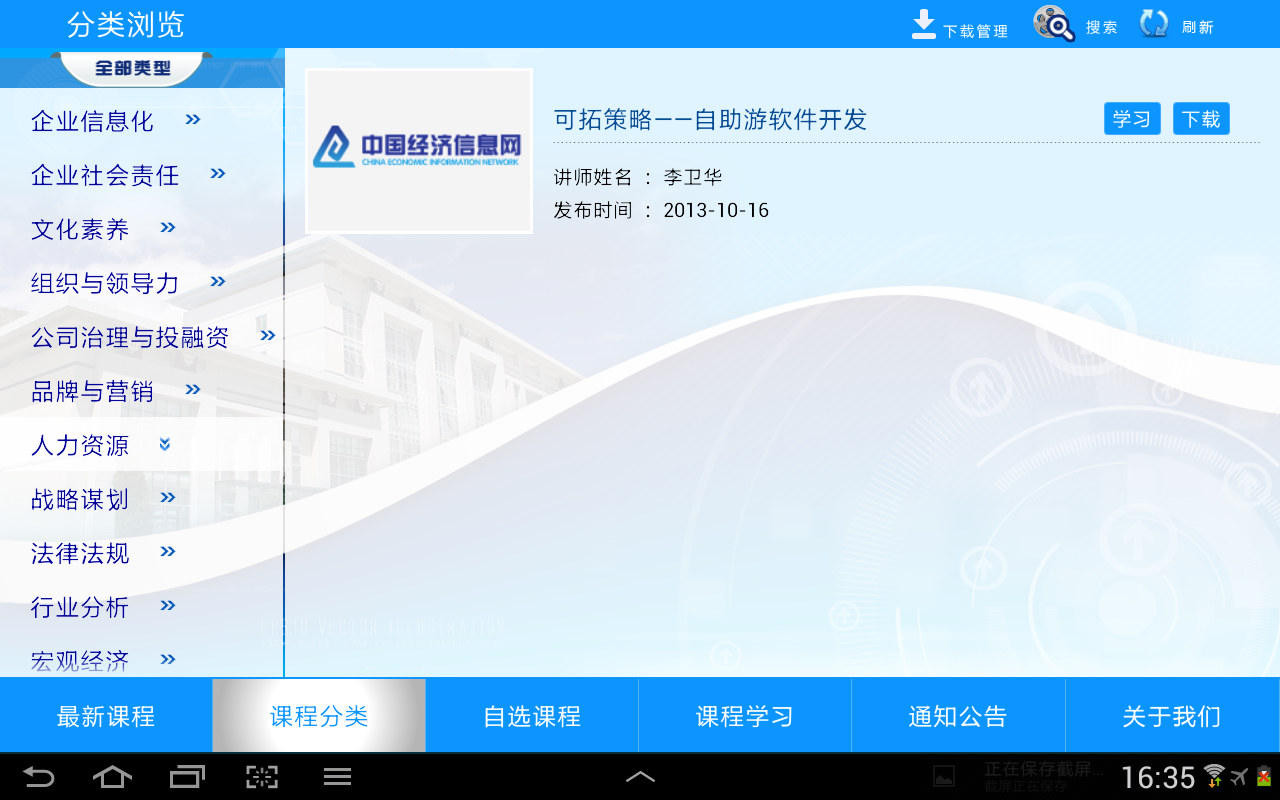 分类浏览
下载管理
搜索
刷新
全部类型
企业信息化
企业社会责任
文化素养
组织与领导力
公司治理与投融资
品牌与营销
人力资源
战略谋划
法律法规
行业分析
宏观经济
中国经济信息网
CHINA ECONOMIC INFORMATION NETWORK
可拓策略——自助游软件开发
学习
下载
讲师姓名 : 李卫华
发布时间 : 2013-10-16
最新课程
课程分类
自选课程
课程学习
通知公告
关于我们
正在保存截屏...
截屏正在保存
16:35